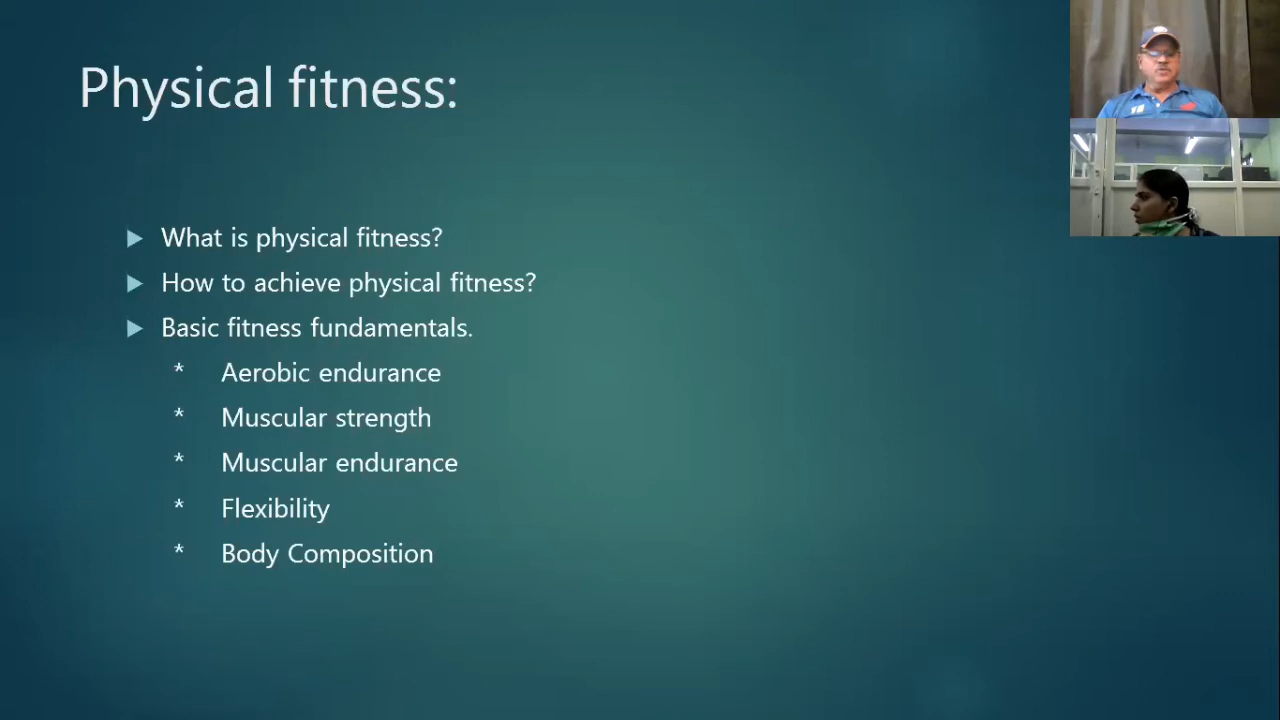 Physical fitness:
What is physical fitness?
How to achieve physical fitness?
Basic fitness fundamentals.
* Aerobic endurance
* Muscular strength
* Muscular endurance
* Flexibility
* Body Composition